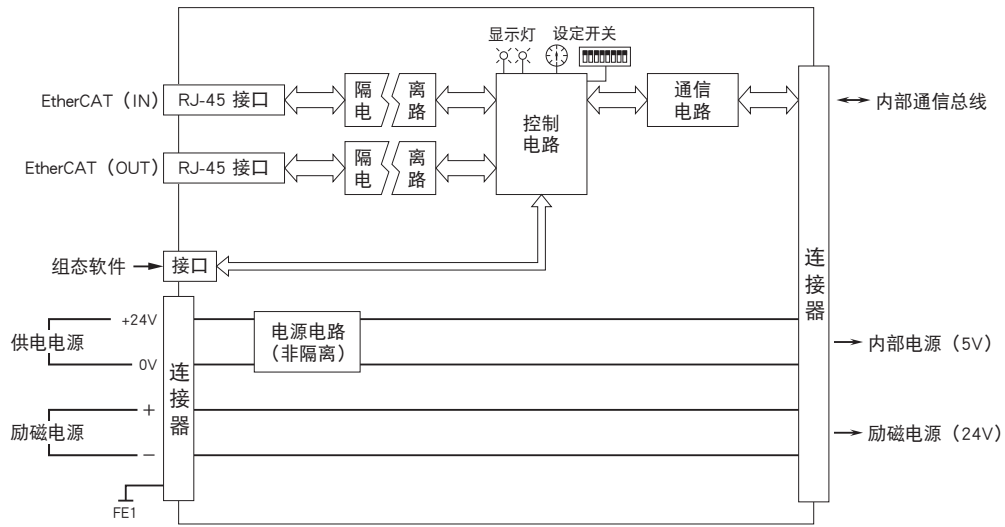 显示灯 设定开关
EtherCAT（IN） RJ-45 接口 隔 离 通信 内部通信总线
电 路 控制 电路
电路
EtherCAT（OUT） RJ-45 接口 隔 离
电 路
组态软件 接口
连
接
器
+24V 电源电路
供电电源 （非隔离） 内部电源（5V）
0V
连
接
器
+
励磁电源 励磁电源（24V）
−
FE1